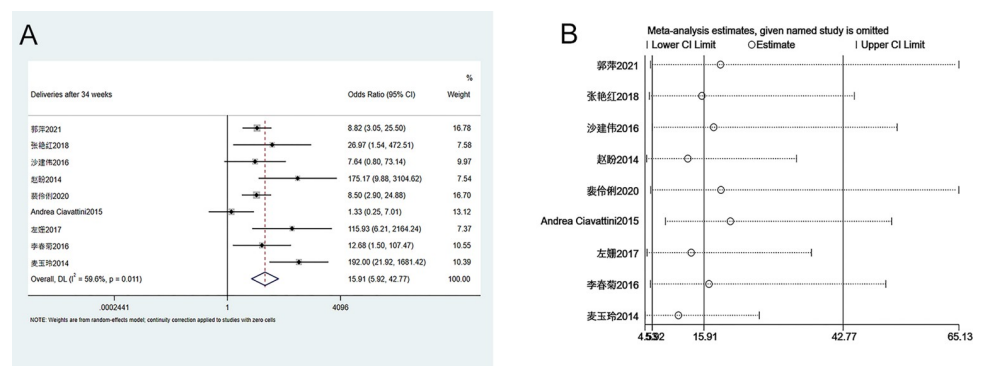 A
%
Deliveries after 34 weeks Odds Ratio (95% CI) Weight
郭萍2021 8.82 (3.05, 25.50) 16.78
张艳红2018 26.97 (1.54, 472.51) 7.58
沙建伟2016 7.64 (0.80, 73.14) 9.97
赵盼2014 175.17 (9.88, 3104.62) 7.54
裴伶俐2020 8.50 (2.90, 24.88) 16.70
Andrea Ciavattini2015 1.33 (0.25, 7.01) 13.12
左姗2017 115.93 (6.21, 2164.24) 7.37
李春菊2016 12.68 (1.50, 107.47) 10.55
麦玉玲2014 192.00 (21.92, 1681.42) 10.39
Overall, DL (I² = 59.6%, p = 0.011) 15.91 (5.92, 42.77) 100.00
.0002441 1 4096
NOTE: Weights are from random-effects model; continuity correction applied to studies with zero cells
B
Meta-analysis estimates, given named study is omitted
Lower CI Limit Estimate Upper CI Limit
郭萍2021
张艳红2018
沙建伟2016
赵盼2014
裴伶俐2020
Andrea Ciavattini2015
左姗2017
李春菊2016
麦玉玲2014
5.92 15.91 42.77 65.13